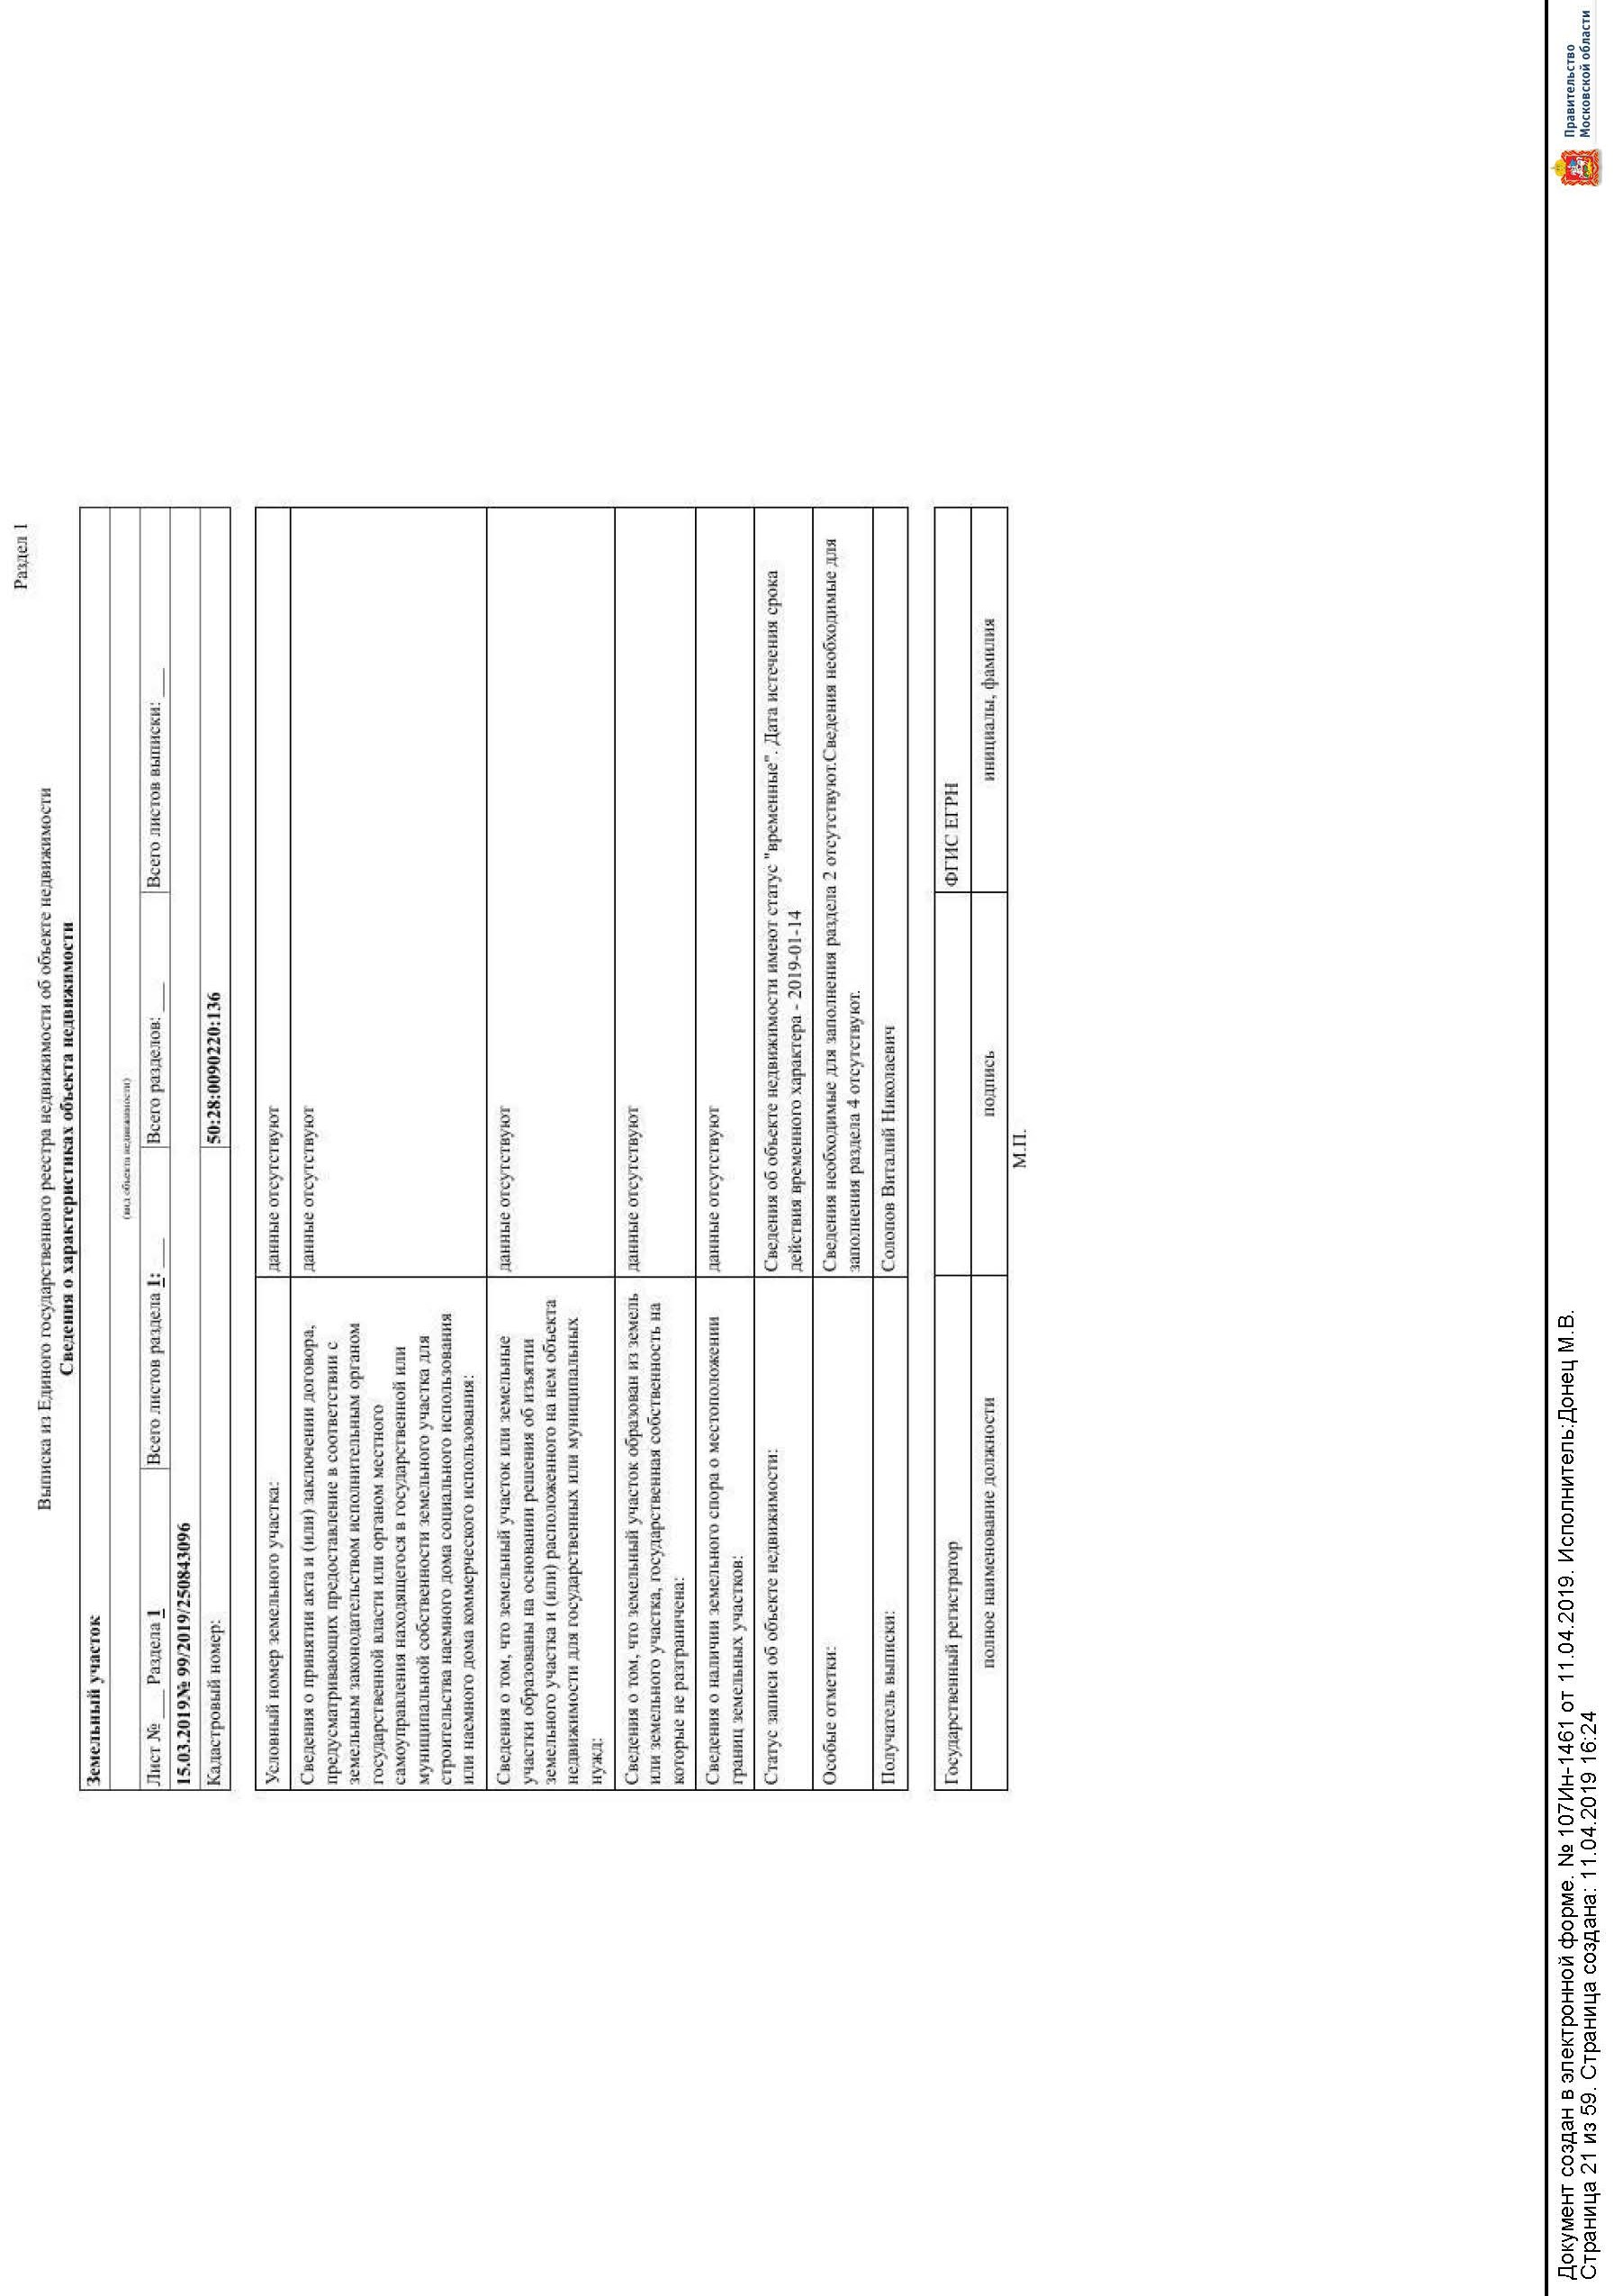 Раздел 1
Выписка из Единого государственного реестра недвижимости об объекте недвижимости
Сведения о характеристиках объекта недвижимости
Земельный участок
(вид объекта недвижимости)
Лист № ___ Раздела 1 Всего листов раздела 1: ___ Всего разделов: ___ Всего листов выписки: ___
15.03.2019№ 99/2019/250843096
Кадастровый номер: 50:28:0090220:136
Условный номер земельного участка: данные отсутствуют
Сведения о принятии акта и (или) заключении договора, данные отсутствуют
предусматривающих предоставление в соответствии с
земельным законодательством исполнительным органом
государственной власти или органом местного
самоуправления находящегося в государственной или
муниципальной собственности земельного участка для
строительства наемного дома социального использования
или наемного дома коммерческого использования:
Сведения о том, что земельный участок или земельные данные отсутствуют
участки образованы на основании решения об изъятии
земельного участка и (или) расположенного на нем объекта
недвижимости для государственных или муниципальных
нужд:
Сведения о том, что земельный участок образован из земель данные отсутствуют
или земельного участка, государственная собственность на
которые не разграничена:
Сведения о наличии земельного спора о местоположении данные отсутствуют
границ земельных участков:
Статус записи об объекте недвижимости: Сведения об объекте недвижимости имеют статус "временные". Дата истечения срока
действия временного характера - 2019-01-14
Особые отметки: Сведения необходимые для заполнения раздела 2 отсутствуют.Сведения необходимые для
заполнения раздела 4 отсутствуют.
Получатель выписки: Солопов Виталий Николаевич
Государственный регистратор ФГИС ЕГРН
полное наименование должности подпись инициалы, фамилия
М.П.
Документ создан в электронной форме. № 107Ин-1461 от 11.04.2019. Исполнитель:Донец М.В.
Страница 21 из 59. Страница создана: 11.04.2019 16:24
Правительство
Московской области